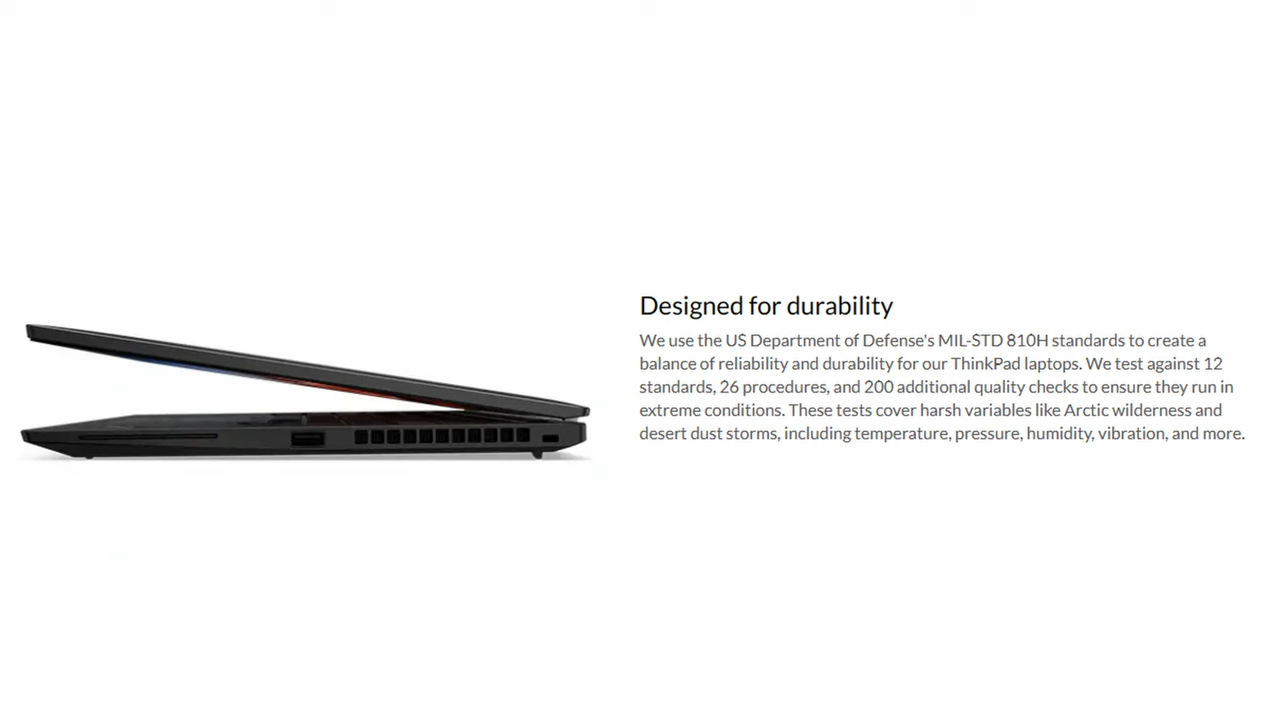 Designed for durability
We use the US Department of Defense's MIL-STD 810H standards to create a
balance of reliability and durability for our ThinkPad laptops. We test against 12
standards, 26 procedures, and 200 additional quality checks to ensure they run in
extreme conditions. These tests cover harsh variables like Arctic wilderness and
desert dust storms, including temperature, pressure, humidity, vibration, and more.